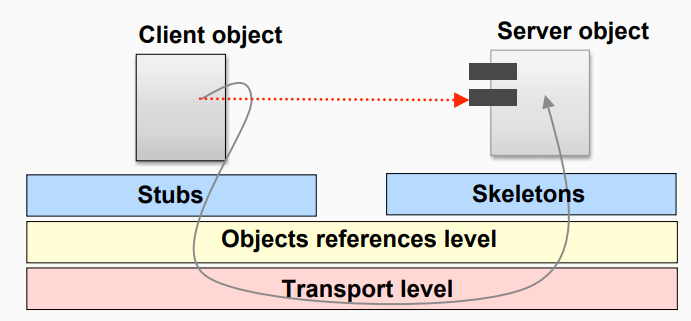 Client object
Server object
Stubs
Skeletons
Objects references level
Transport level